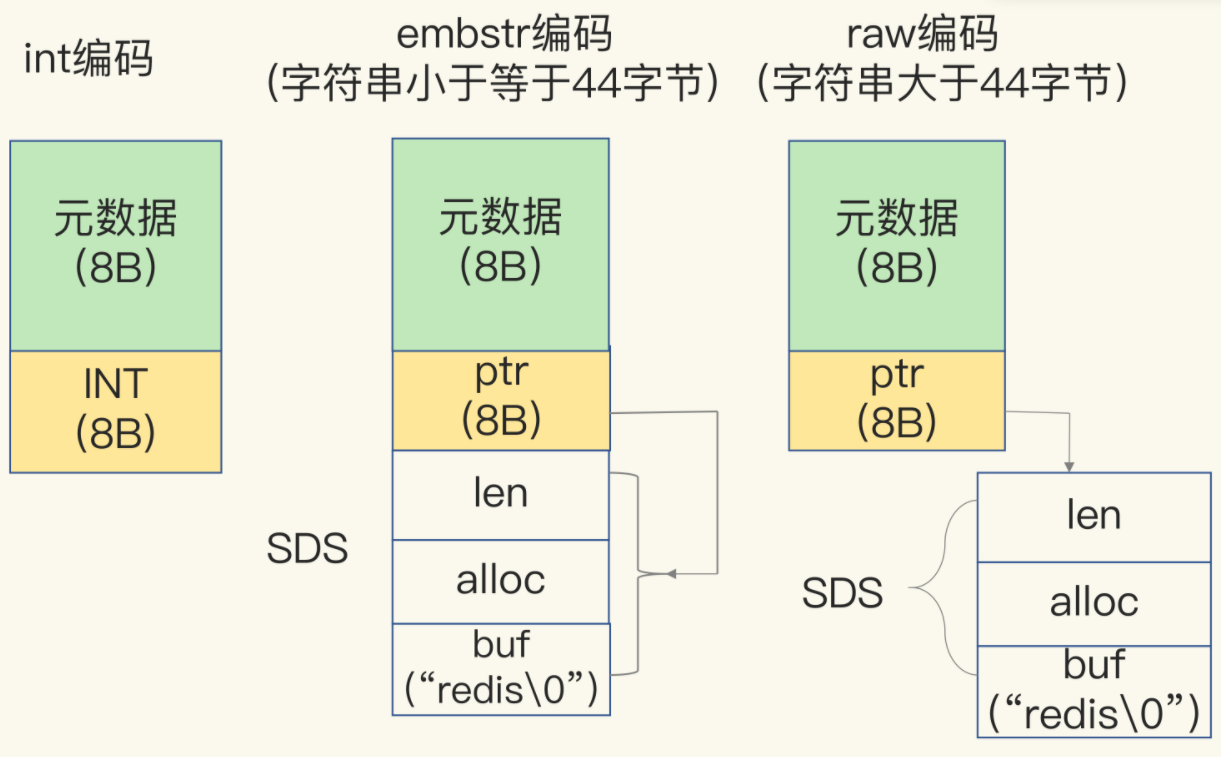 int编码
元数据
(8B)
INT
(8B)
embstr编码
(字符串小于等于44字节)
元数据
(8B)
ptr
(8B)
SDS
len
alloc
buf
(“redis\0”)
raw编码
(字符串大于44字节)
元数据
(8B)
ptr
(8B)
SDS
len
alloc
buf
(“redis\0”)